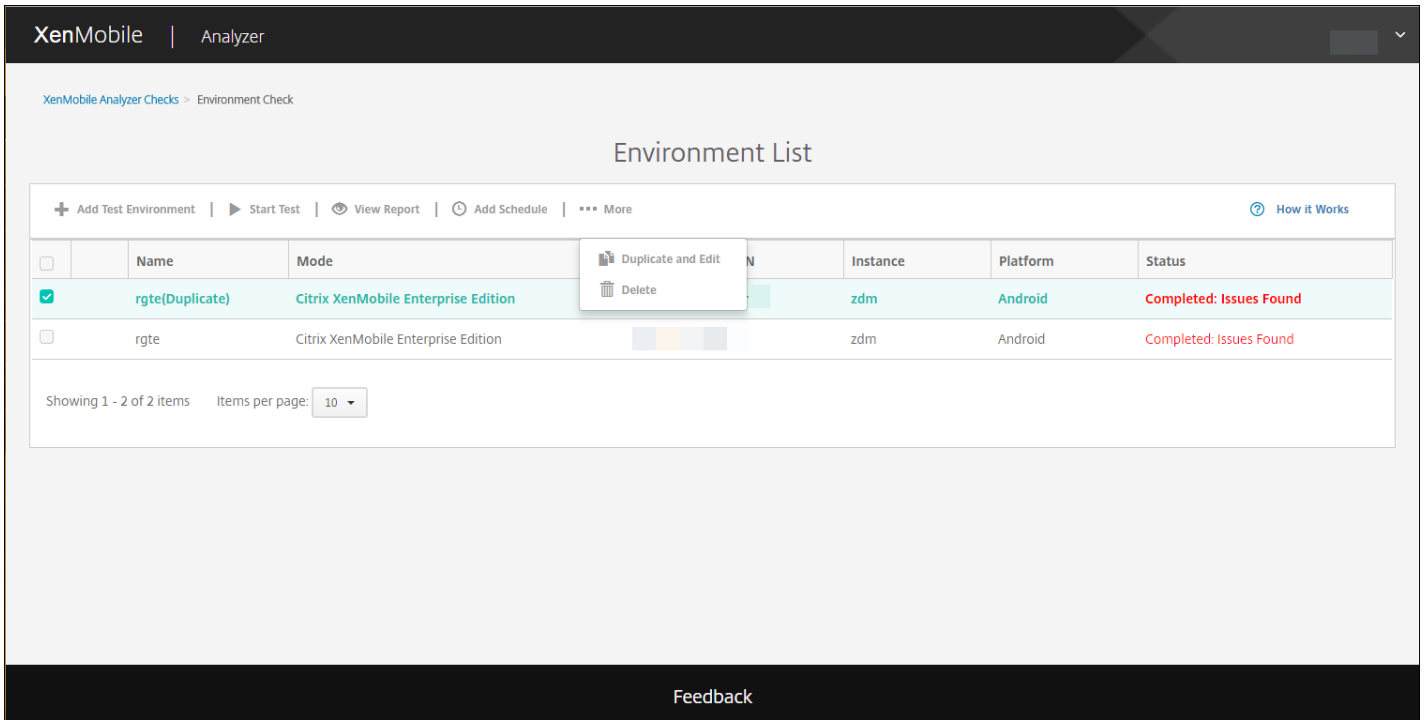 XenMobile | Analyzer
XenMobile Analyzer Checks > Environment Check
Environment List
Add Test Environment | Start Test | View Report | Add Schedule | More
How it Works
Duplicate and Edit
Delete
Name Mode N Instance Platform Status
rgte(Duplicate) Citrix XenMobile Enterprise Edition zdm Android Completed: Issues Found
rgte Citrix XenMobile Enterprise Edition zdm Android Completed: Issues Found
Showing 1 - 2 of 2 items Items per page: 10
Feedback